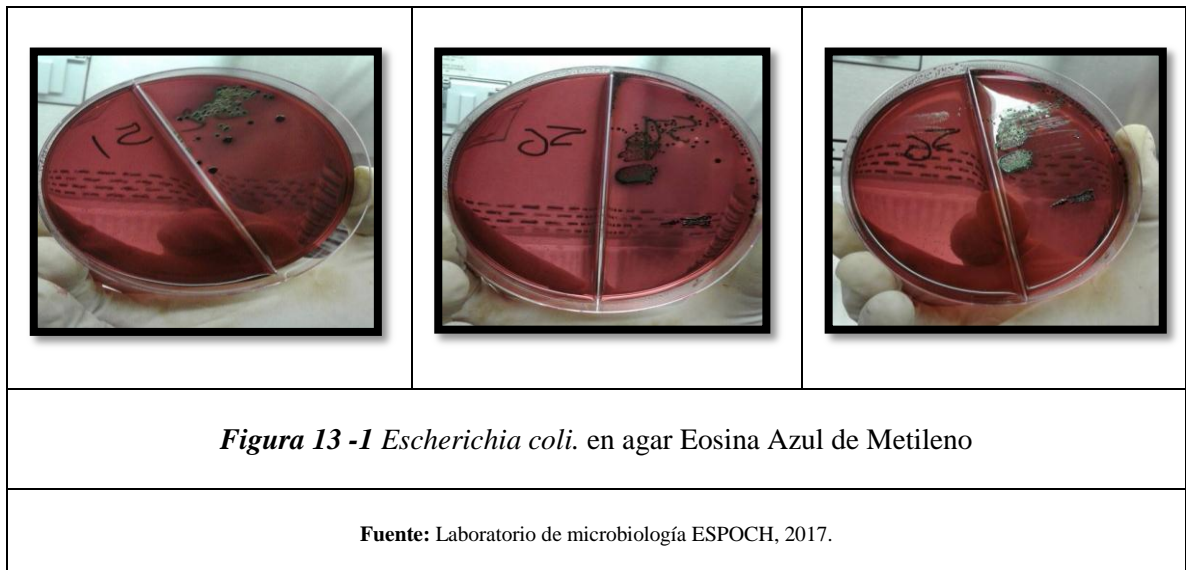 Figura 13 -1 Escherichia coli. en agar Eosina Azul de Metileno
Fuente: Laboratorio de microbiología ESPOCH, 2017.